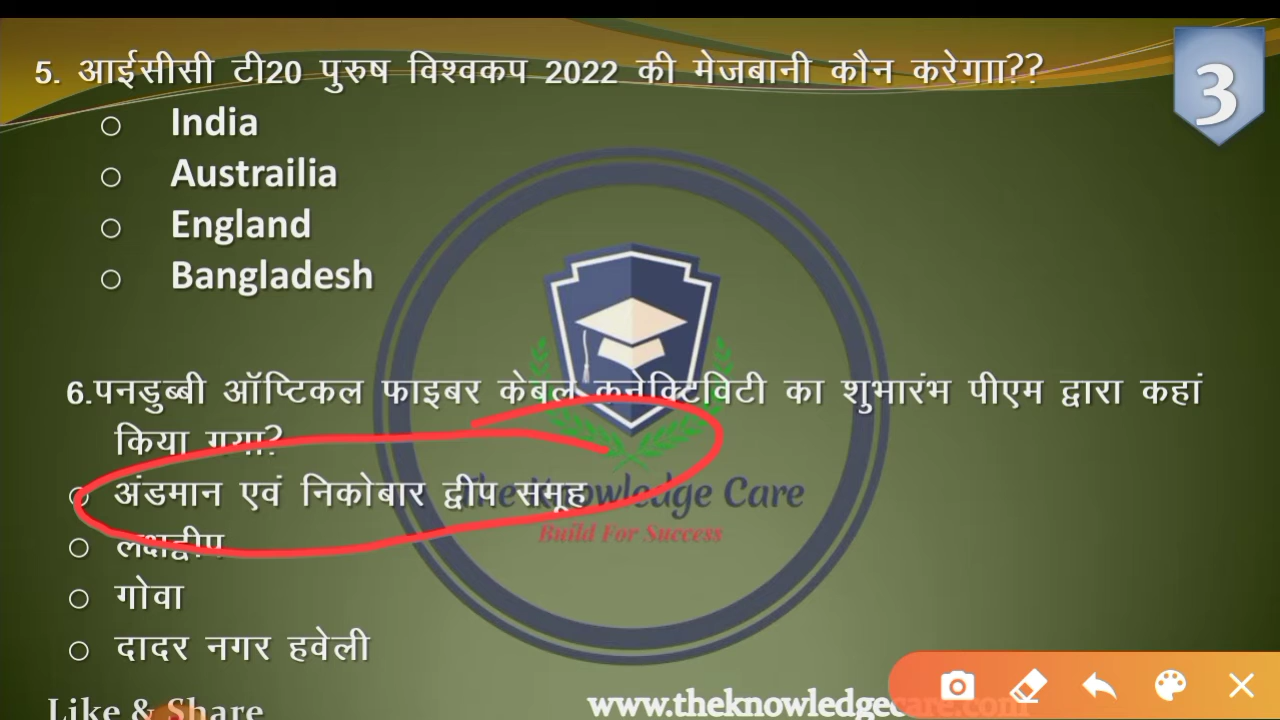 5. आईसीसी टी20 पुरुष विश्वकप 2022 की मेजबानी कौन करेगाा??
3
○ India
○ Austrailia
○ England
○ Bangladesh
6.पनडुब्बी ऑप्टिकल फाइबर केबल कनेक्टिविटी का शुभारंभ पीएम द्वारा कहां
किया गया?
○ अंडमान एवं निकोबार द्वीप समूह
The Knowledge Care
Build For Success
○ लक्षद्वीप
○ गोवा
○ दादर नगर हवेली
Like & Share
www.theknowledgecare.com